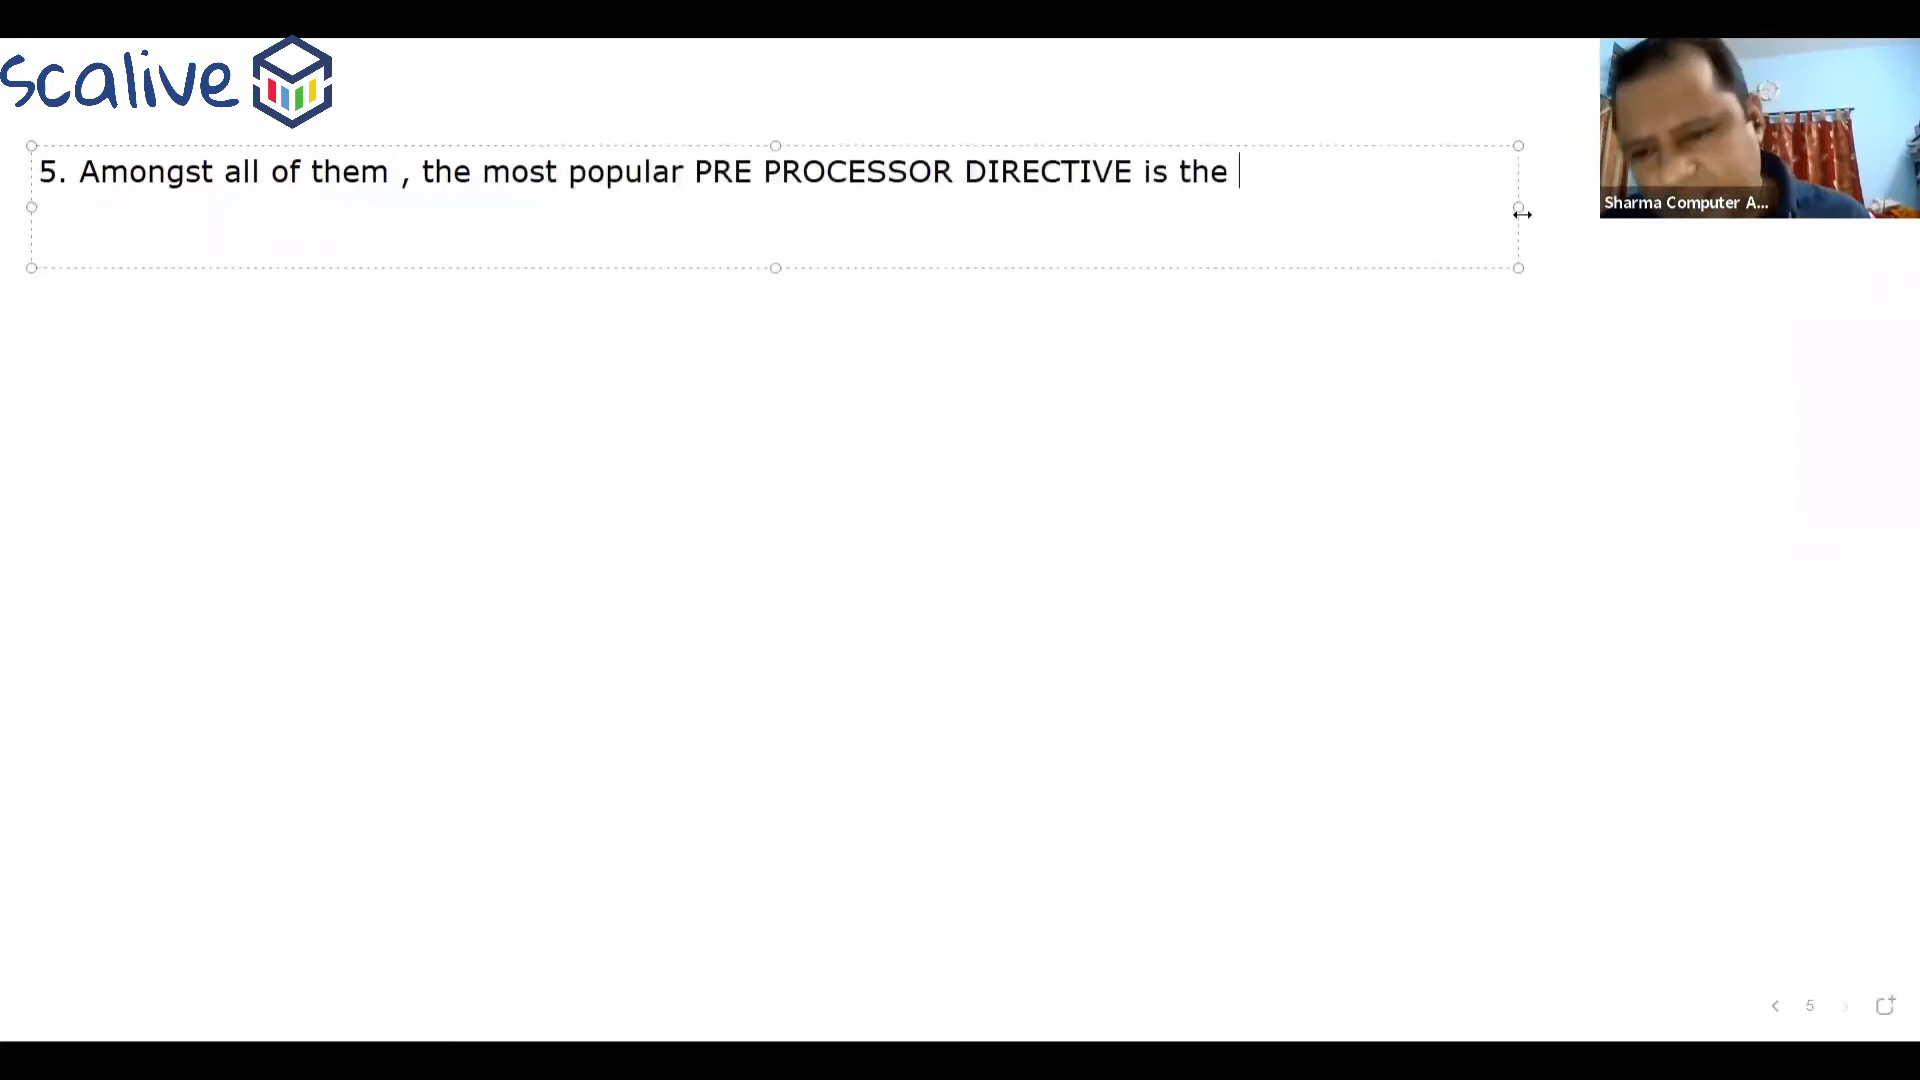 scalive
5. Amongst all of them , the most popular PRE PROCESSOR DIRECTIVE is the
Sharma Computer A...
5